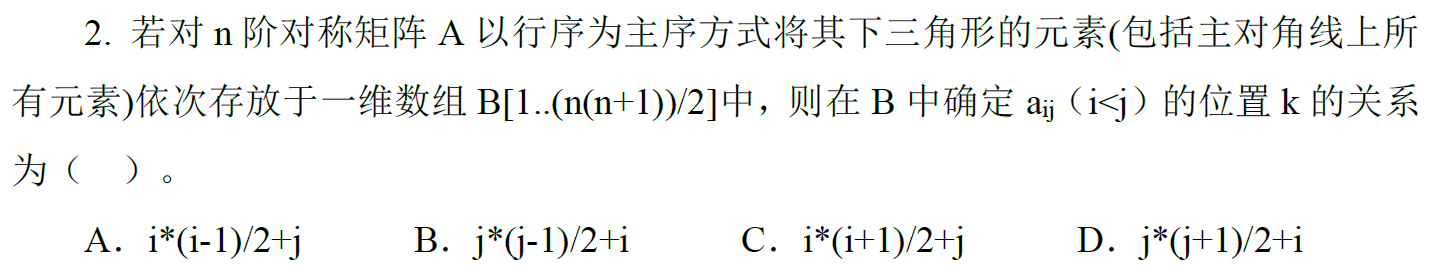 2. 若对 n 阶对称矩阵 A 以行序为主序方式将其下三角形的元素(包括主对角线上所
有元素)依次存放于一维数组 B[1..(n(n+1))/2]中，则在 B 中确定 aij（i<j）的位置 k 的关系
为（　）。
A．i*(i-1)/2+j B．j*(j-1)/2+i C．i*(i+1)/2+j D．j*(j+1)/2+i